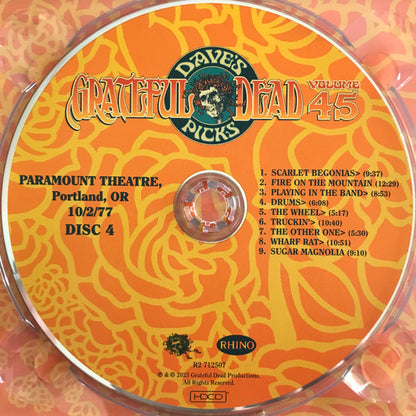 DAVE'S
GRATEFUL DEAD
PICKS
VOLUME
45
PARAMOUNT THEATRE,
Portland, OR
10/2/77
DISC 4
1. SCARLET BEGONIAS> (9:37)
2. FIRE ON THE MOUNTAIN (12:29)
3. PLAYING IN THE BAND> (8:53)
4. DRUMS> (6:08)
5. THE WHEEL> (5:17)
6. TRUCKIN'> (10:40)
7. THE OTHER ONE> (5:30)
8. WHARF RAT> (10:51)
9. SUGAR MAGNOLIA (9:10)
RHINO
R2 712507
℗ & © 2023 Grateful Dead Productions.
All Rights Reserved.
HDCD